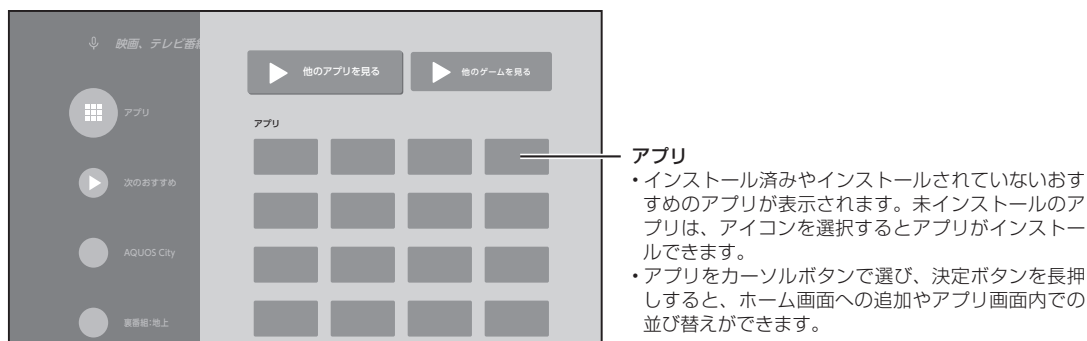 映画、テレビ番組
他のアプリを見る
他のゲームを見る
アプリ
アプリ
次のおすすめ
AQUOS City
裏番組:地上
アプリ
・インストール済みやインストールされていないおす
すめのアプリが表示されます。未インストールのア
プリは、アイコンを選択するとアプリがインストー
ルできます。
・アプリをカーソルボタンで選び、決定ボタンを長押
しすると、ホーム画面への追加やアプリ画面内での
並び替えができます。